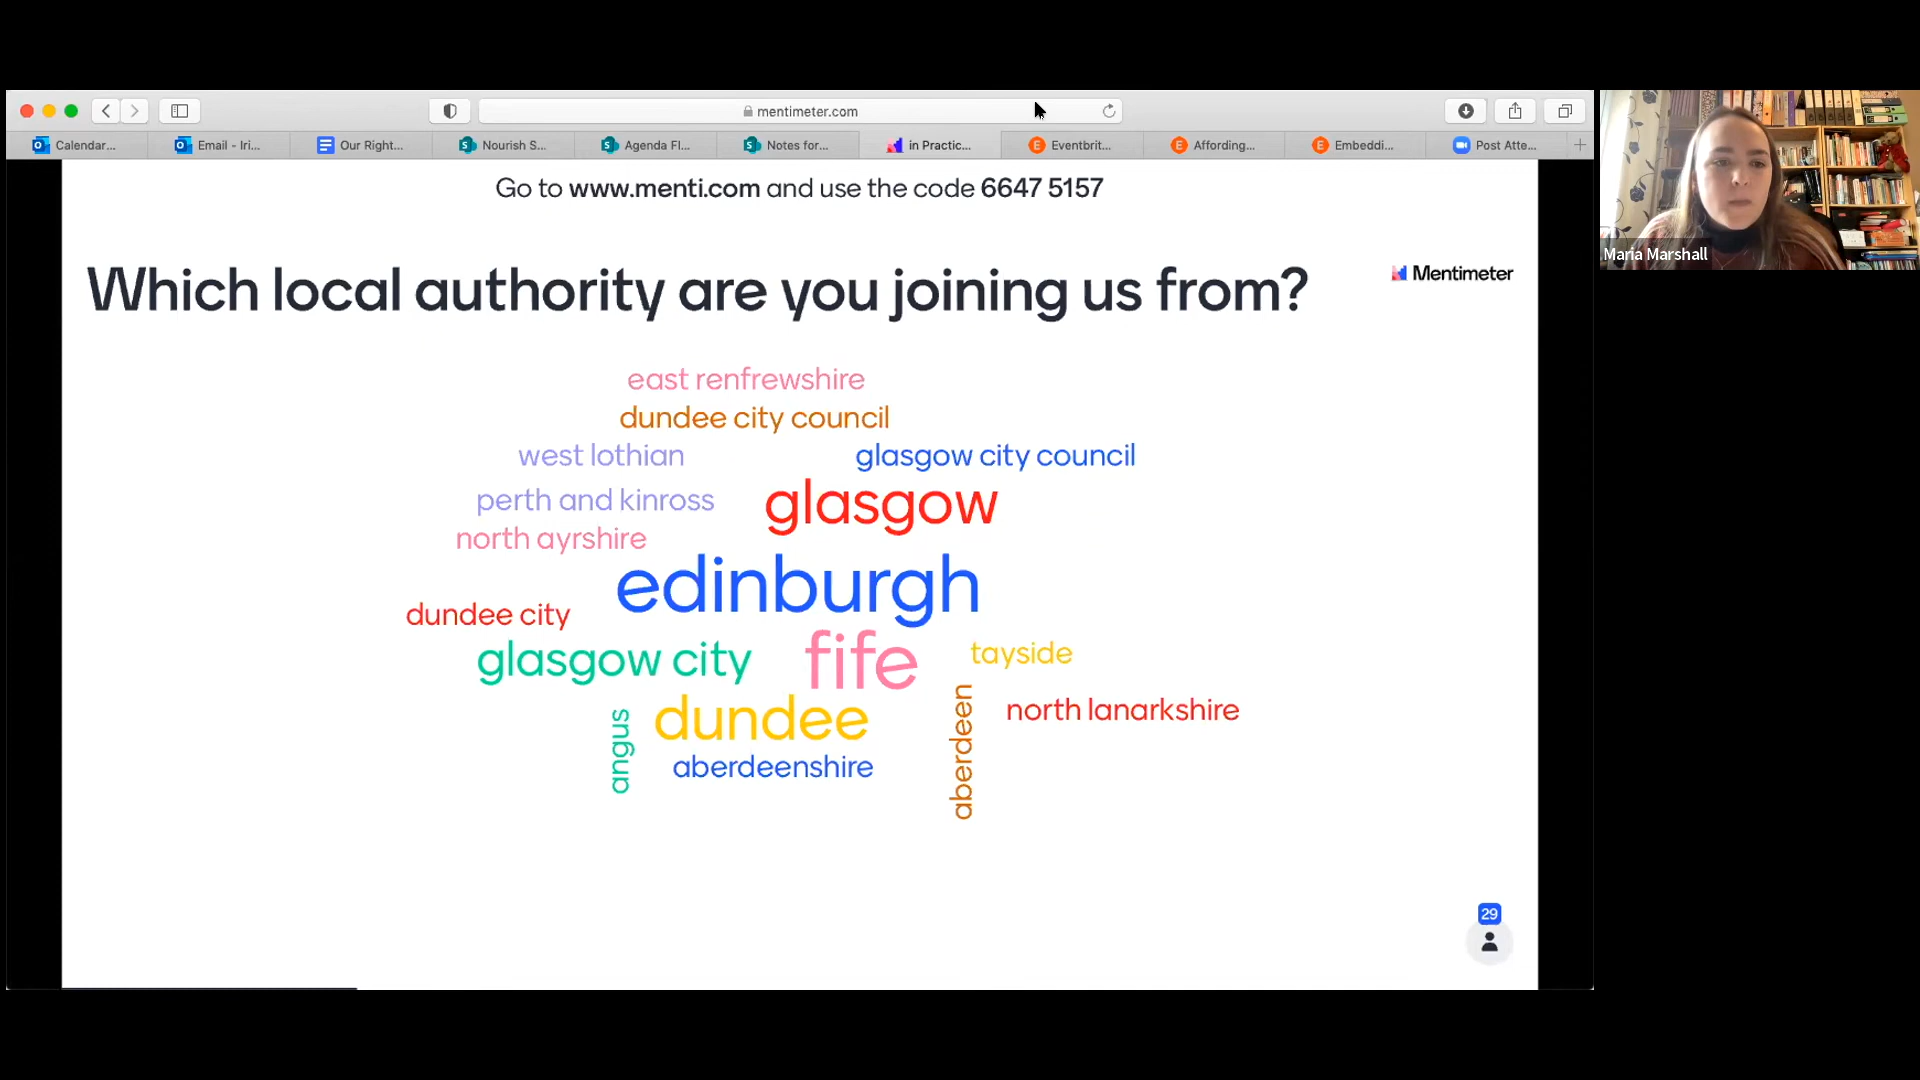 mentimeter.com
Calendar...
Email - Iri...
Our Right...
Nourish S...
Agenda Fl...
Notes for...
in Practic...
Eventbrit...
Affording...
Embeddi...
Post Atte...
Go to www.menti.com and use the code 6647 5157
Maria Marshall
Which local authority are you joining us from?
Mentimeter
east renfrewshire
dundee city council
west lothian
glasgow city council
perth and kinross
glasgow
north ayrshire
edinburgh
dundee city
glasgow city
fife
tayside
angus
dundee
aberdeen
north lanarkshire
aberdeenshire
29